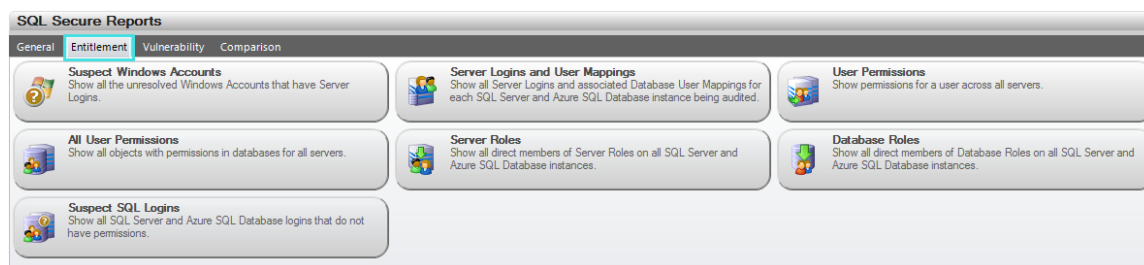 SQL Secure Reports
General Entitlement Vulnerability Comparison
Suspect Windows Accounts
Show all the unresolved Windows Accounts that have Server
Logins.
Server Logins and User Mappings
Show all Server Logins and associated Database User Mappings for
each SQL Server and Azure SQL Database instance being audited.
User Permissions
Show permissions for a user across all servers.
All User Permissions
Show all objects with permissions in databases for all servers.
Server Roles
Show all direct members of Server Roles on all SQL Server and
Azure SQL Database instances.
Database Roles
Show all direct members of Database Roles on all SQL Server and
Azure SQL Database instances.
Suspect SQL Logins
Show all SQL Server and Azure SQL Database logins that do not
have permissions.